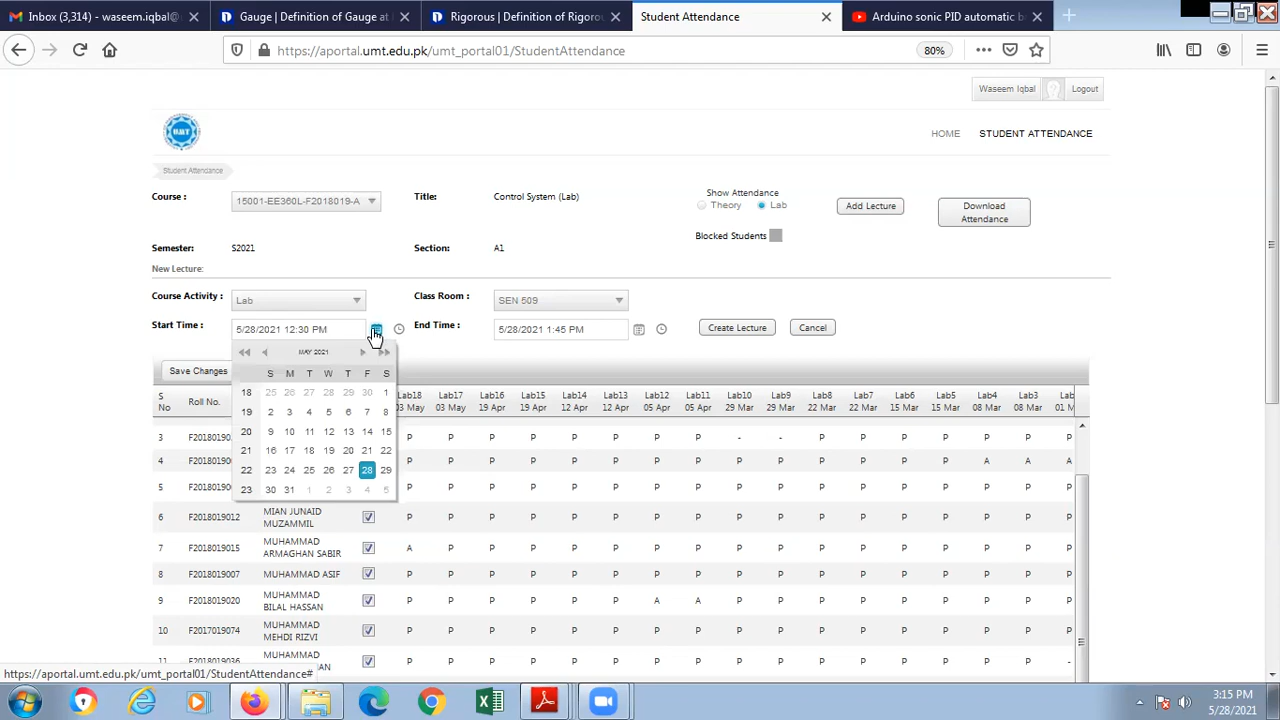 Inbox (3,314) - waseem.iqbal@
Gauge | Definition of Gauge at
Rigorous | Definition of Rigorou
Student Attendance
Arduino sonic PID automatic b
https://aportal.umt.edu.pk/umt_portal01/StudentAttendance
80%
Waseem Iqbal
Logout
UMT
HOME
STUDENT ATTENDANCE
Student Attendance
Course :
15001-EE360L-F2018019-A
Title:
Control System (Lab)
Show Attendance
Theory
Lab
Add Lecture
Download
Attendance
Blocked Students
Semester:
S2021
Section:
A1
New Lecture:
Course Activity :
Lab
Class Room :
SEN 509
Start Time :
5/28/2021 12:30 PM
End Time :
5/28/2021 1:45 PM
Create Lecture
Cancel
MAY 2021
S M T W T F S
18 25 26 27 28 29 30 1
19 2 3 4 5 6 7 8
20 9 10 11 12 13 14 15
21 16 17 18 19 20 21 22
22 23 24 25 26 27 28 29
23 30 31 1 2 3 4 5
Save Changes
S
No
Roll No.
Lab18 Lab17 Lab16 Lab15 Lab14 Lab13 Lab12 Lab11 Lab10 Lab9 Lab8 Lab7 Lab6 Lab5 Lab4 Lab3 Lab
03 May 03 May 19 Apr 19 Apr 12 Apr 12 Apr 05 Apr 05 Apr 29 Mar 29 Mar 22 Mar 22 Mar 15 Mar 15 Mar 08 Mar 08 Mar 01 M
3 F20180190 P P P P P P P P - - P P P P P P P
4 F20180190 P P P P P P P P P P P P P P A A A
5 F20180190 P P P P P P P P P P P P P P P P P
6 F2018019012 MIAN JUNAID
MUZAMMIL
P P P P P P P P P P P P P P P P P
7 F2018019015 MUHAMMAD
ARMAGHAN SABIR
A P P P P P P P P P P P P P P P P
8 F2018019007 MUHAMMAD ASIF P P P P P P P P P P P P P P P P P
9 F2018019020 MUHAMMAD
BILAL HASSAN
P P P P P P A A P P P P P P P P P
10 F2017019074 MUHAMMAD
MEHDI RIZVI
P P P P P P P P P P P P P P P P P
11 F2018019036 MUHAMMAD
AN
P P P P P P P P P P P P P P P P -
https://aportal.umt.edu.pk/umt_portal01/StudentAttendance#
3:15 PM
5/28/2021